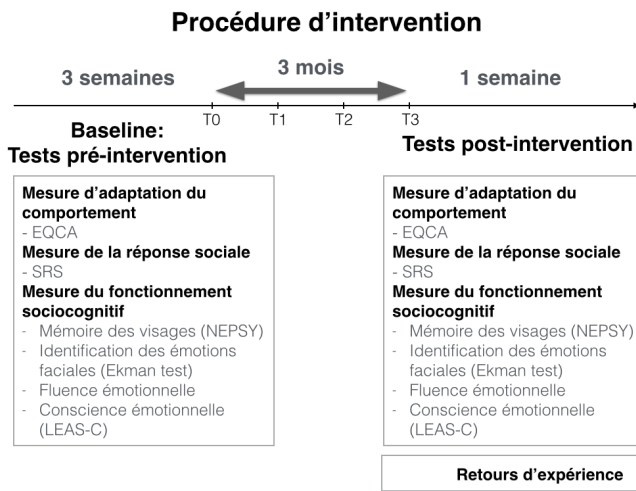 Procédure d’intervention
3 semaines
3 mois
1 semaine
T0
T1
T2
T3
Baseline:
Tests pré-intervention
Mesure d’adaptation du
comportement
- EQCA
Mesure de la réponse sociale
- SRS
Mesure du fonctionnement
sociocognitif
- Mémoire des visages (NEPSY)
- Identification des émotions
faciales (Ekman test)
- Fluence émotionnelle
- Conscience émotionnelle
(LEAS-C)
Tests post-intervention
Mesure d’adaptation du
comportement
- EQCA
Mesure de la réponse sociale
- SRS
Mesure du fonctionnement
sociocognitif
- Mémoire des visages (NEPSY)
- Identification des émotions
faciales (Ekman test)
- Fluence émotionnelle
- Conscience émotionnelle
(LEAS-C)
Retours d’expérience